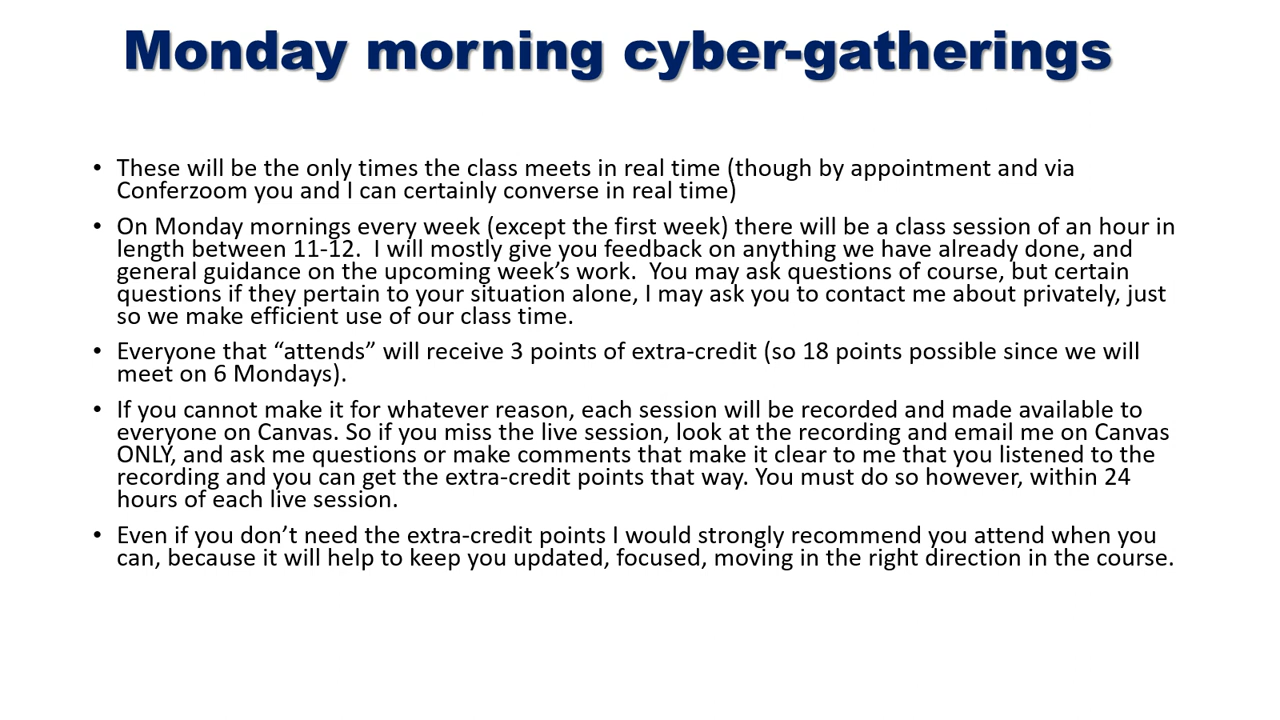 Monday morning cyber-gatherings
• These will be the only times the class meets in real time (though by appointment and via
Conferzoom you and I can certainly converse in real time)
• On Monday mornings every week (except the first week) there will be a class session of an hour in
length between 11-12.  I will mostly give you feedback on anything we have already done, and
general guidance on the upcoming week’s work.  You may ask questions of course, but certain
questions if they pertain to your situation alone, I may ask you to contact me about privately, just
so we make efficient use of our class time.
• Everyone that “attends” will receive 3 points of extra-credit (so 18 points possible since we will
meet on 6 Mondays).
• If you cannot make it for whatever reason, each session will be recorded and made available to
everyone on Canvas. So if you miss the live session, look at the recording and email me on Canvas
ONLY, and ask me questions or make comments that make it clear to me that you listened to the
recording and you can get the extra-credit points that way. You must do so however, within 24
hours of each live session.
• Even if you don’t need the extra-credit points I would strongly recommend you attend when you
can, because it will help to keep you updated, focused, moving in the right direction in the course.